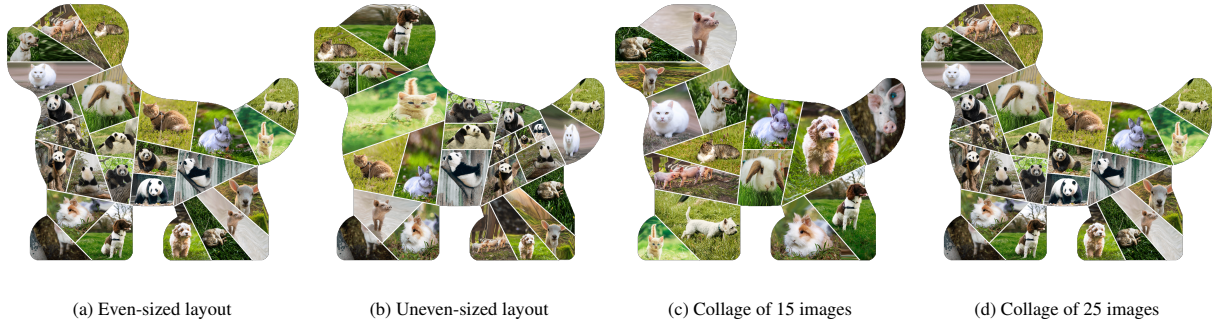 (a) Even-sized layout
(b) Uneven-sized layout
(c) Collage of 15 images
(d) Collage of 25 images